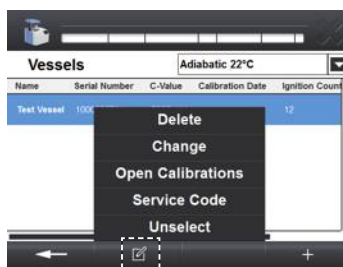 Vessels Adiabatic 22°C
Name Serial Number C-Value Calibration Date Ignition Count
Test Vessel 12
Delete
Change
Open Calibrations
Service Code
Unselect